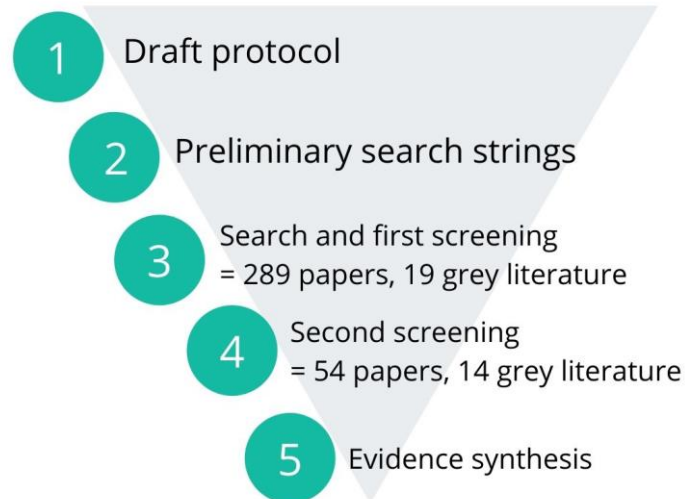 1 Draft protocol
2 Preliminary search strings
3 Search and first screening
= 289 papers, 19 grey literature
4 Second screening
= 54 papers, 14 grey literature
5 Evidence synthesis